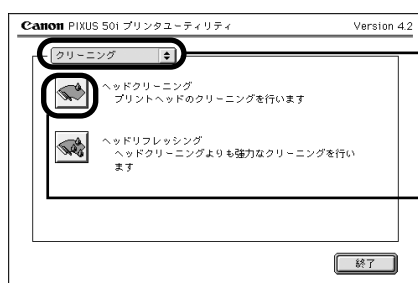 Canon PIXUS 50i プリンタユーティリティ Version 4.2
クリーニング
ヘッドクリーニング
プリントヘッドのクリーニングを行います
ヘッドリフレッシング
ヘッドクリーニングよりも強力なクリーニングを行い
ます
終了